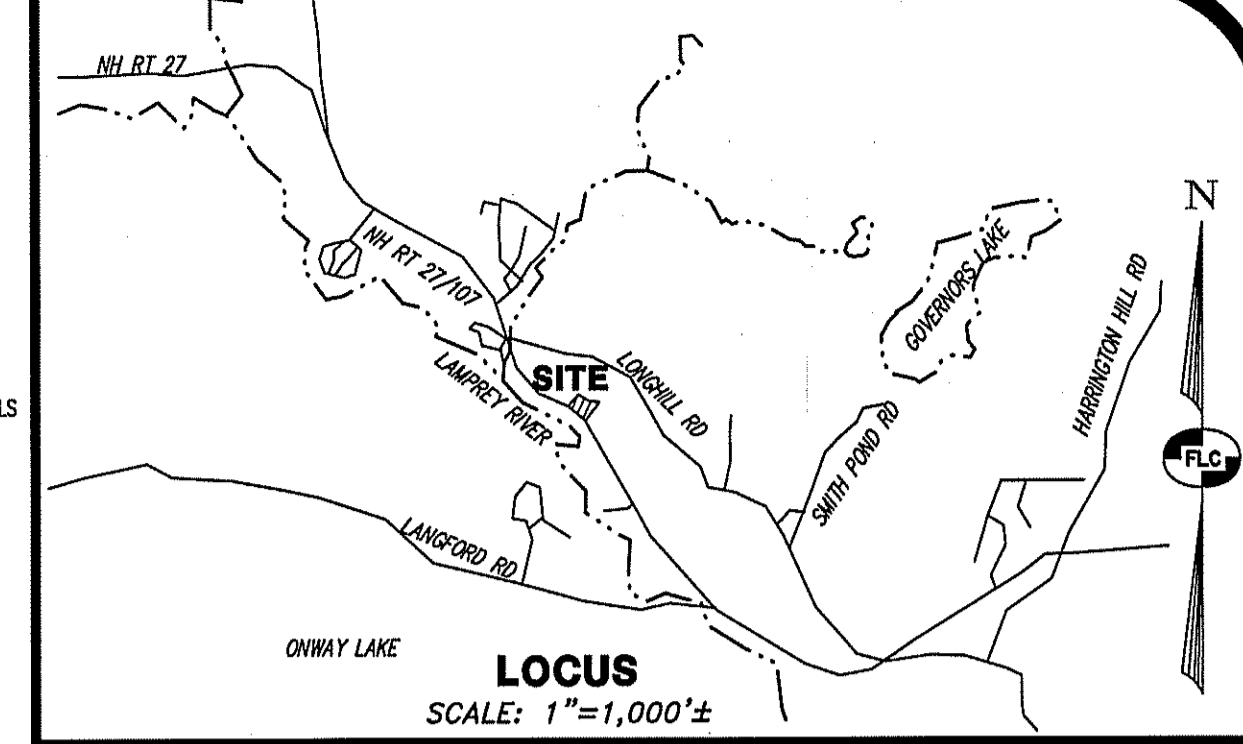 NH RT 27
N
NH RT 27/107
GOVERNORS LAKE
HARRINGTON HILL RD
LONGHILL RD
SITE
LAMPREY RIVER
LS
SMITH POND RD
FLC
LANGFORD RD
ONWAY LAKE
LOCUS
SCALE: 1"=1,000'±